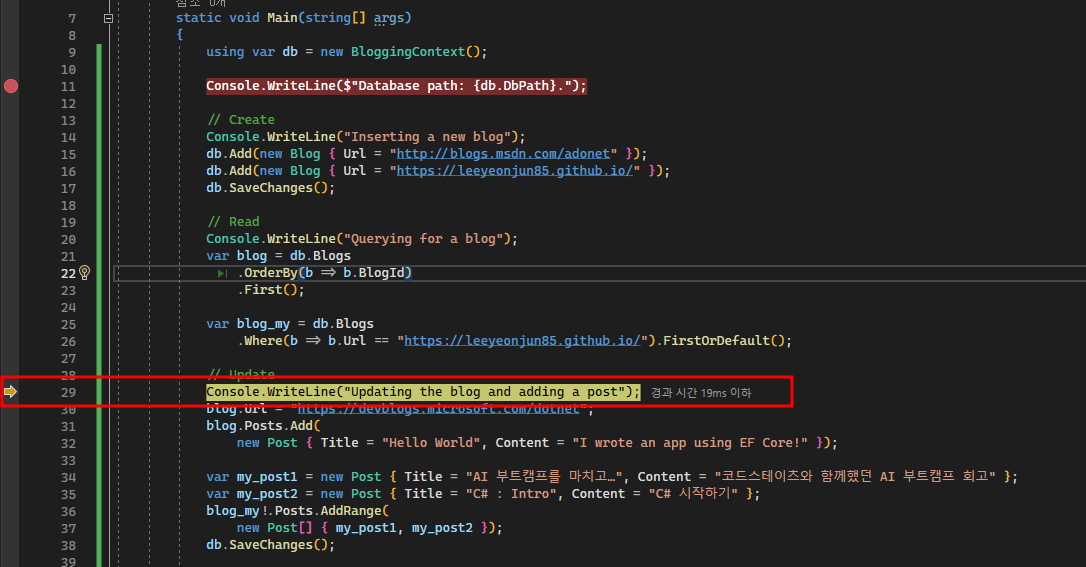 참조 0개
7 static void Main(string[] args)
8 {
9 using var db = new BloggingContext();
10
11 Console.WriteLine($"Database path: {db.DbPath}.");
12
13 // Create
14 Console.WriteLine("Inserting a new blog");
15 db.Add(new Blog { Url = "http://blogs.msdn.com/adonet" });
16 db.Add(new Blog { Url = "https://leeyeonjun85.github.io/" });
17 db.SaveChanges();
18
19 // Read
20 Console.WriteLine("Querying for a blog");
21 var blog = db.Blogs
22 .OrderBy(b => b.BlogId)
23 .First();
24
25 var blog_my = db.Blogs
26 .Where(b => b.Url == "https://leeyeonjun85.github.io/").FirstOrDefault();
27
28 // Update
29 Console.WriteLine("Updating the blog and adding a post"); 경과 시간 19ms 이하
30 blog.Url = "https://devblogs.microsoft.com/dotnet";
31 blog.Posts.Add(
32 new Post { Title = "Hello World", Content = "I wrote an app using EF Core!" });
33
34 var my_post1 = new Post { Title = "AI 부트캠프를 마치고…", Content = "코드스테이츠와 함께했던 AI 부트캠프 회고" };
35 var my_post2 = new Post { Title = "C# : Intro", Content = "C# 시작하기" };
36 blog_my!.Posts.AddRange(
37 new Post[] { my_post1, my_post2 });
38 db.SaveChanges();
39